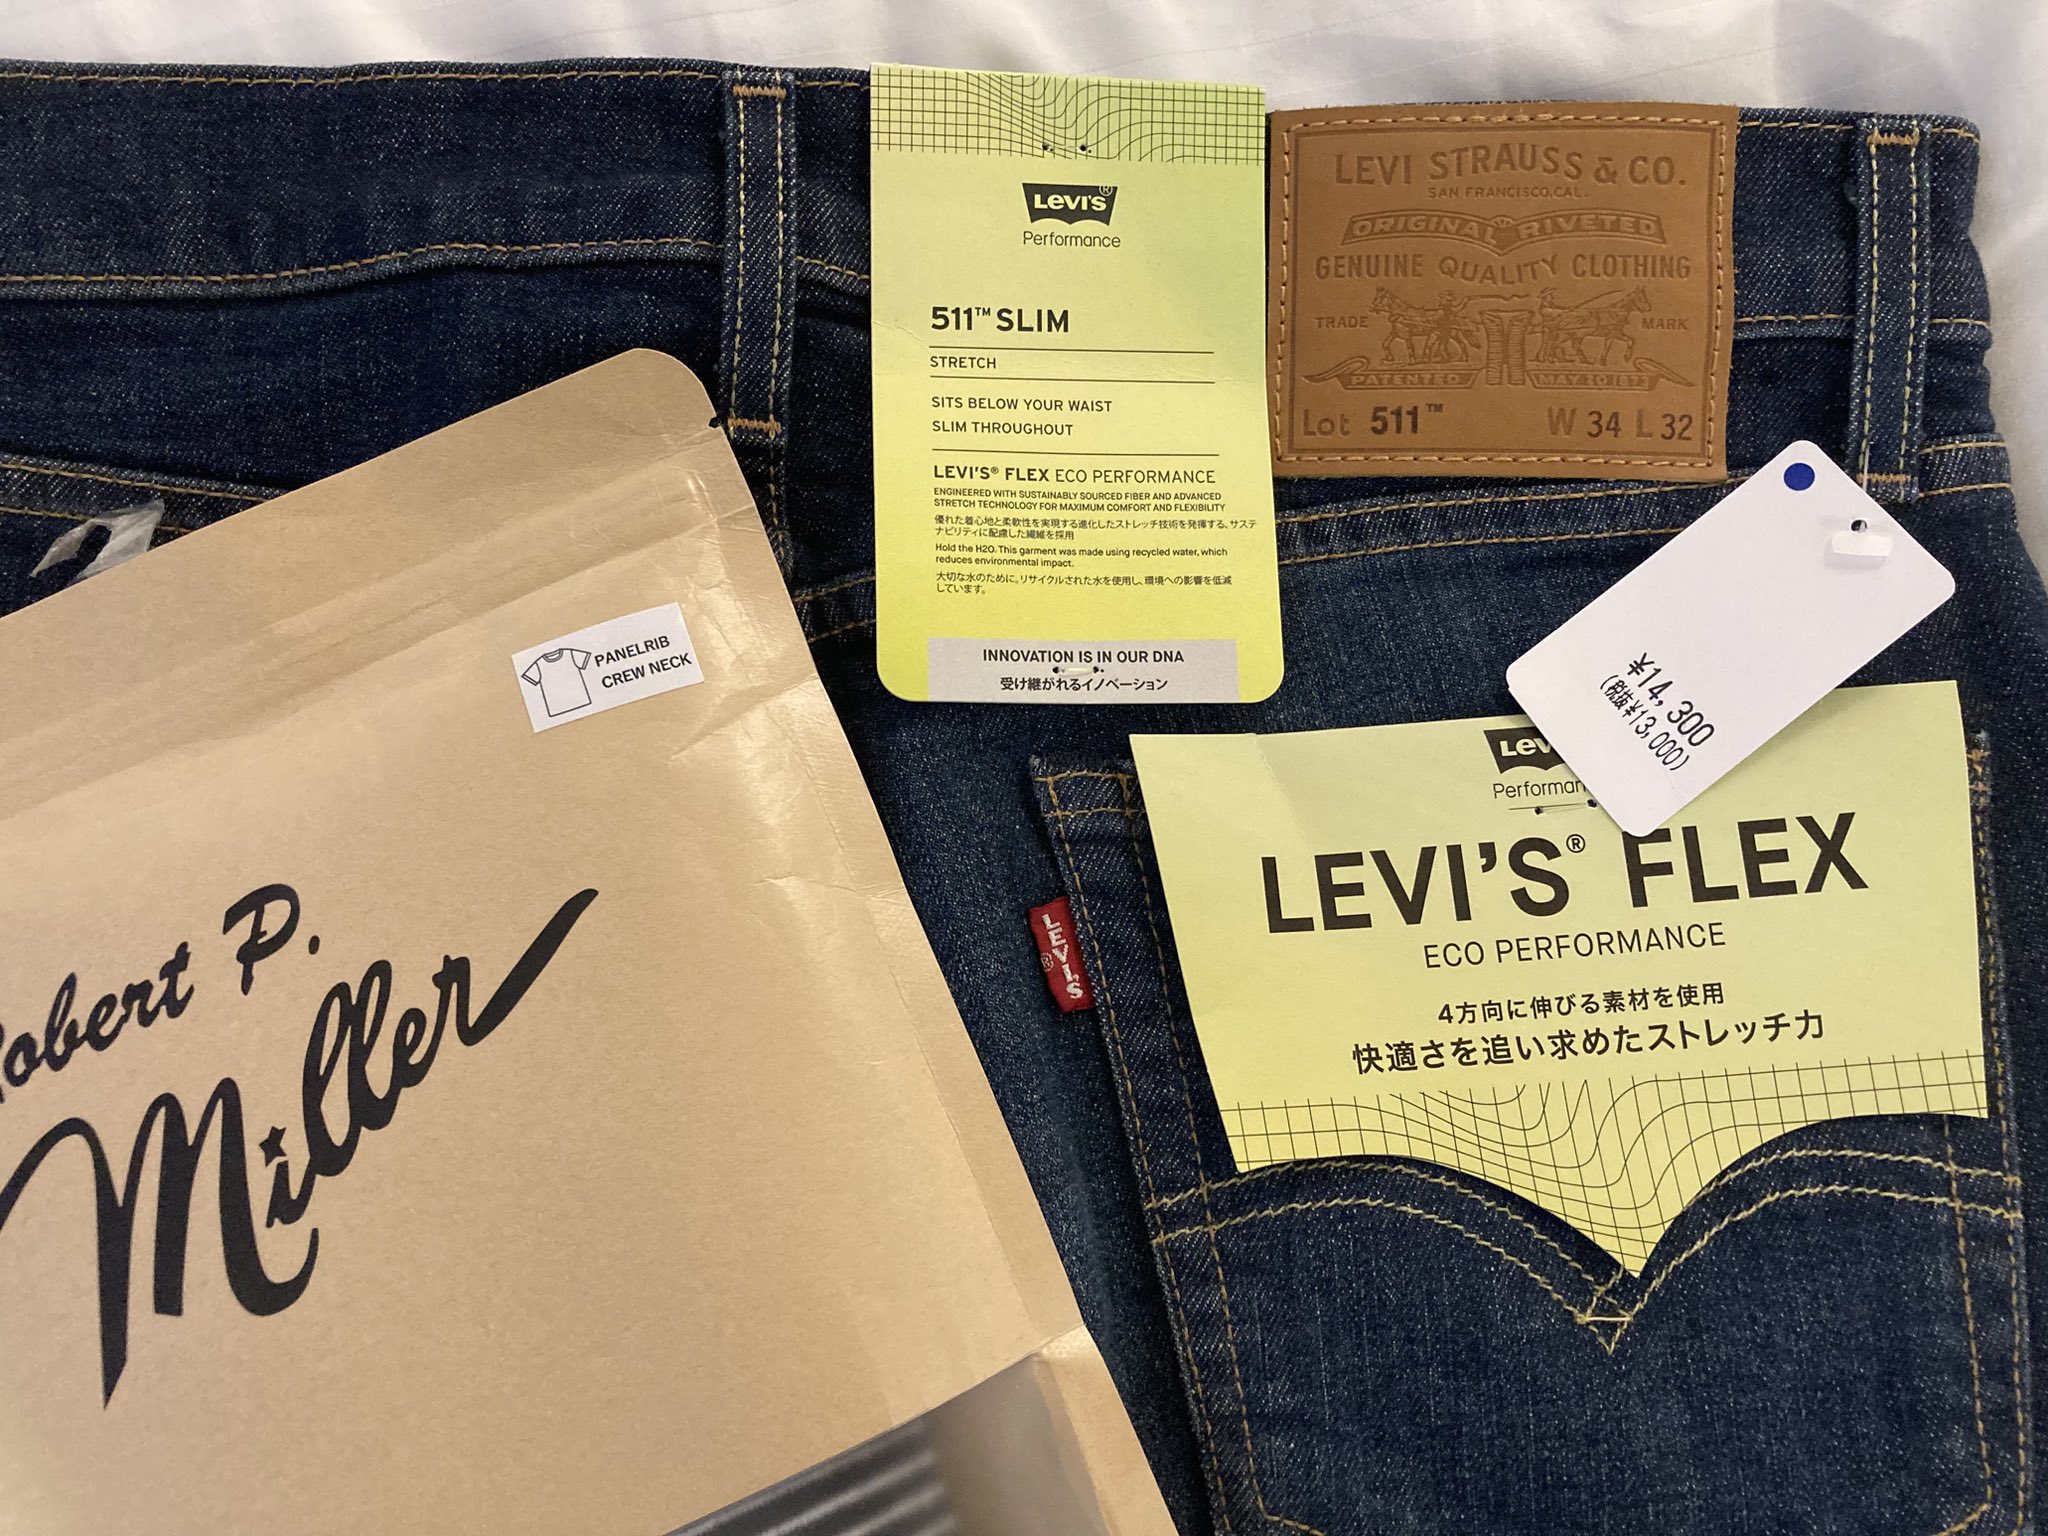 Levi's®
Performance
511™ SLIM
STRETCH
SITS BELOW YOUR WAIST
SLIM THROUGHOUT
LEVI'S® FLEX ECO PERFORMANCE
ENGINEERED WITH SUSTAINABLY SOURCED FIBER AND ADVANCED
STRETCH TECHNOLOGY FOR MAXIMUM COMFORT AND FLEXIBILITY
優れた着心地と柔軟性を実現する進化したストレッチ技術を発揮する、サステ
ナビリティに配慮した繊維を採用
Hold the H2O. This garment was made using recycled water, which
reduces environmental impact.
大切な水のために。リサイクルされた水を使用し、環境への影響を低減
しています。
INNOVATION IS IN OUR DNA
受け継がれるイノベーション
LEVI STRAUSS & CO.
SAN FRANCISCO, CAL.
ORIGINAL RIVETED
GENUINE QUALITY CLOTHING
TRADE MARK
PATENTED MAY 20 1873
Lot 511™ W 34 L 32
¥14,300
(税抜¥13,000)
PANELRIB
CREW NECK
Robert P.
Miller
LEVI'S®
Lev
Performan
LEVI'S® FLEX
ECO PERFORMANCE
4方向に伸びる素材を使用
快適さを追い求めたストレッチ力